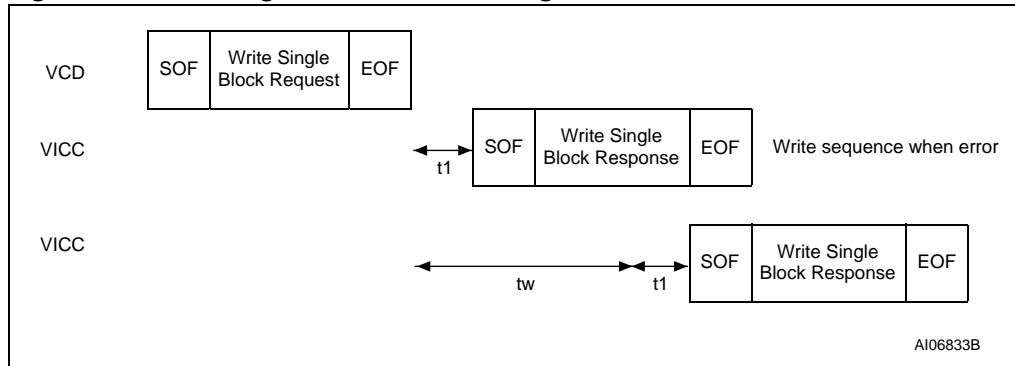 VCD
SOF
Write Single
Block Request
EOF
VICC
t1
SOF
Write Single
Block Response
EOF
Write sequence when error
VICC
tw
t1
SOF
Write Single
Block Response
EOF
AI06833B